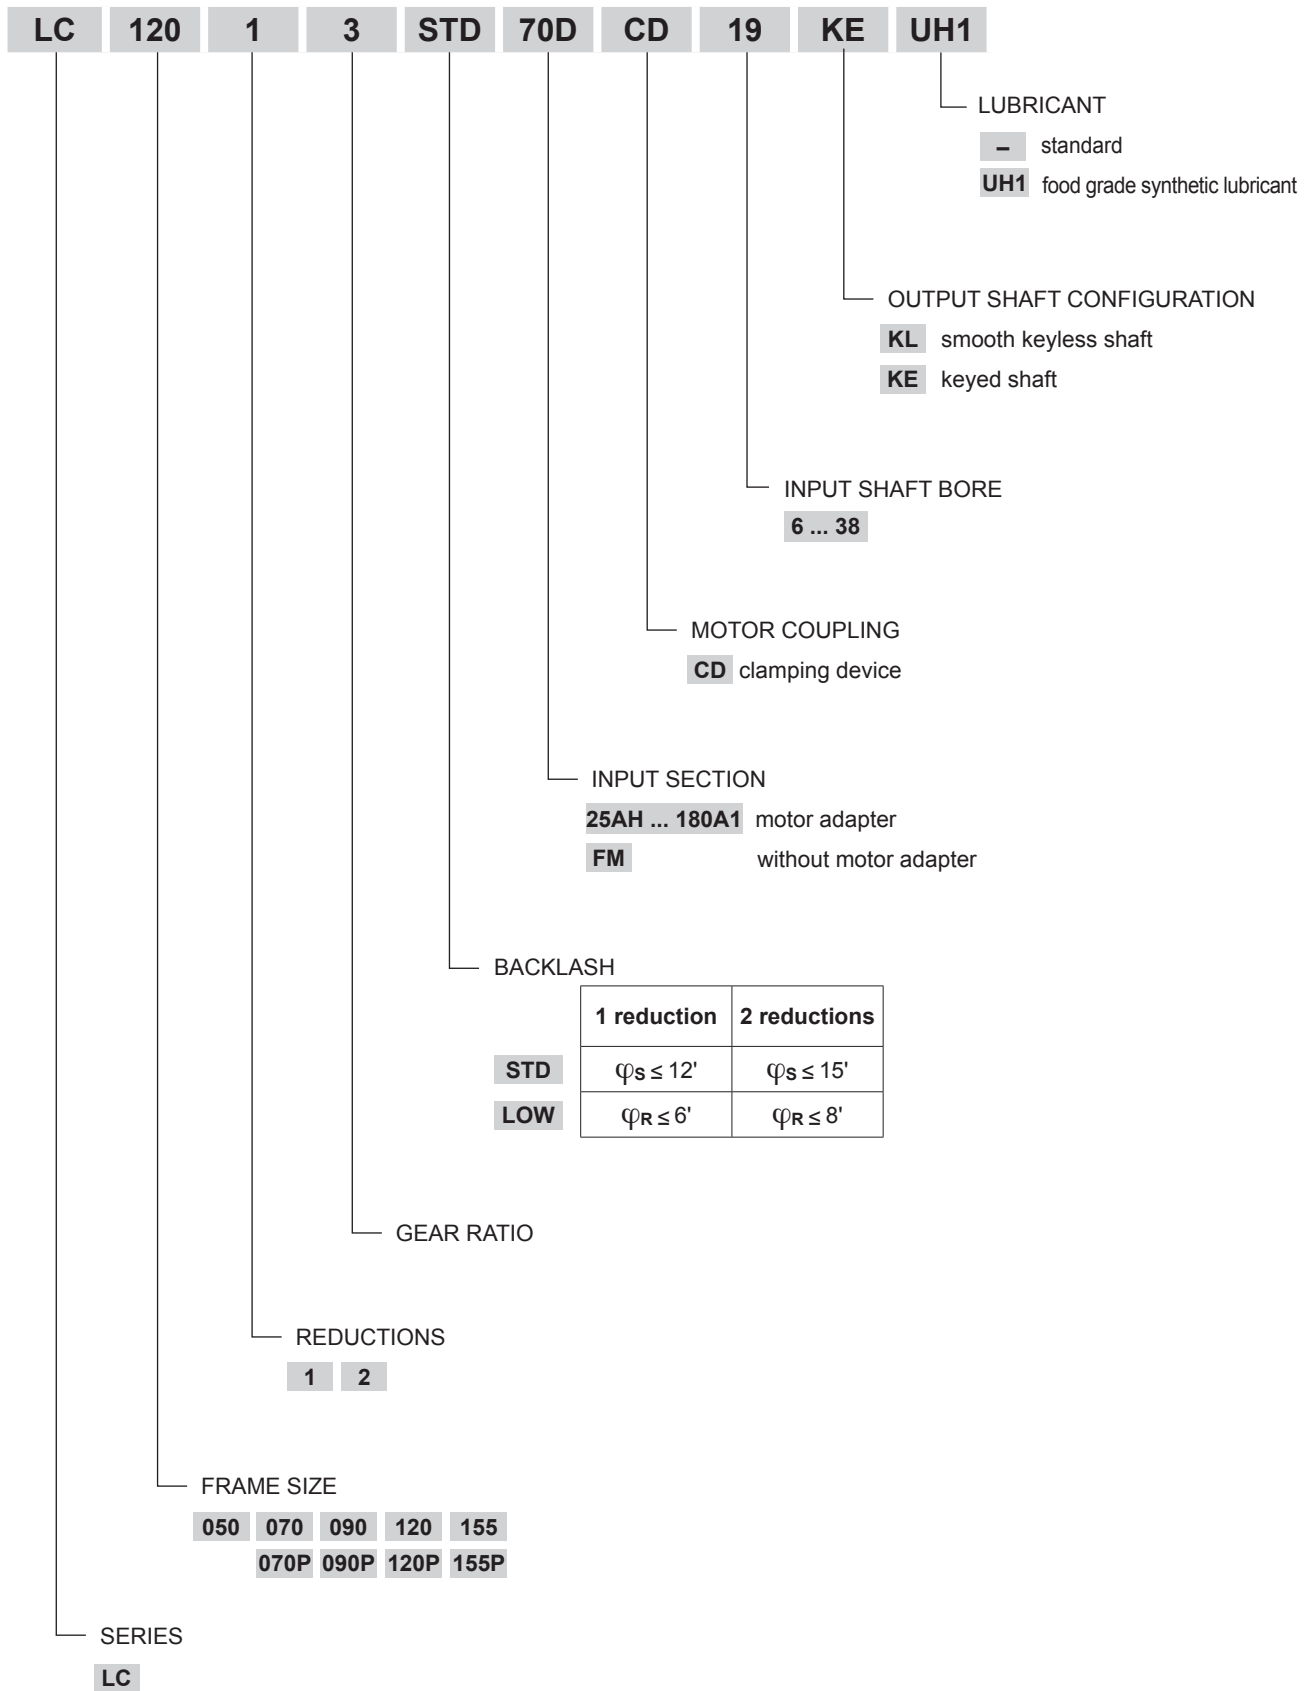 LC 120 1 3 STD 70D CD 19 KE UH1
LUBRICANT
– standard
UH1 food grade synthetic lubricant
OUTPUT SHAFT CONFIGURATION
KL smooth keyless shaft
KE keyed shaft
INPUT SHAFT BORE
6 ... 38
MOTOR COUPLING
CD clamping device
INPUT SECTION
25AH ... 180A1 motor adapter
FM without motor adapter
BACKLASH
1 reduction 2 reductions
STD φS ≤ 12' φS ≤ 15'
LOW φR ≤ 6' φR ≤ 8'
GEAR RATIO
REDUCTIONS
1 2
FRAME SIZE
050 070 090 120 155
070P 090P 120P 155P
SERIES
LC